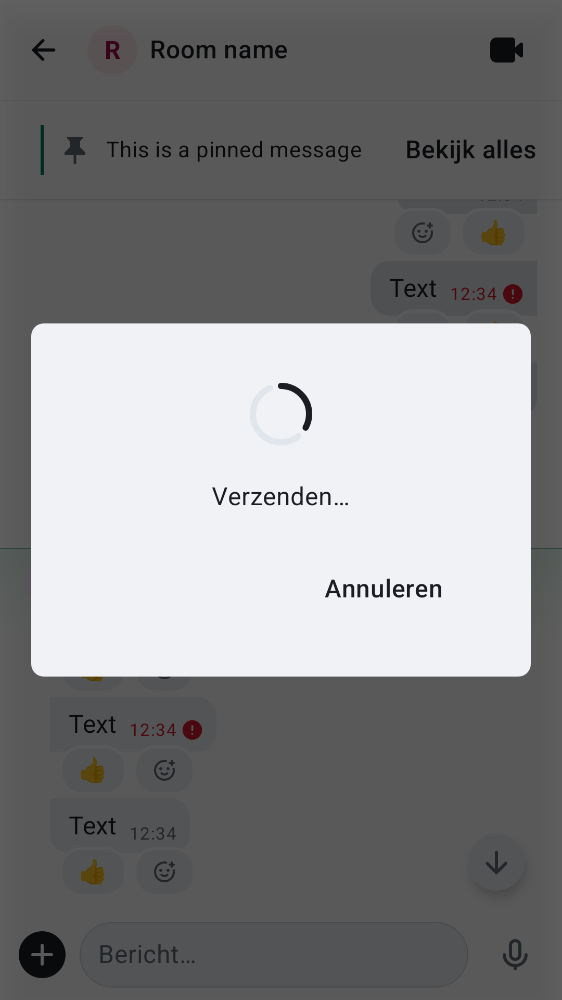 R Room name
This is a pinned message Bekijk alles
Text 12:34
Verzenden…
Annuleren
Text 12:34
Text 12:34
Bericht…